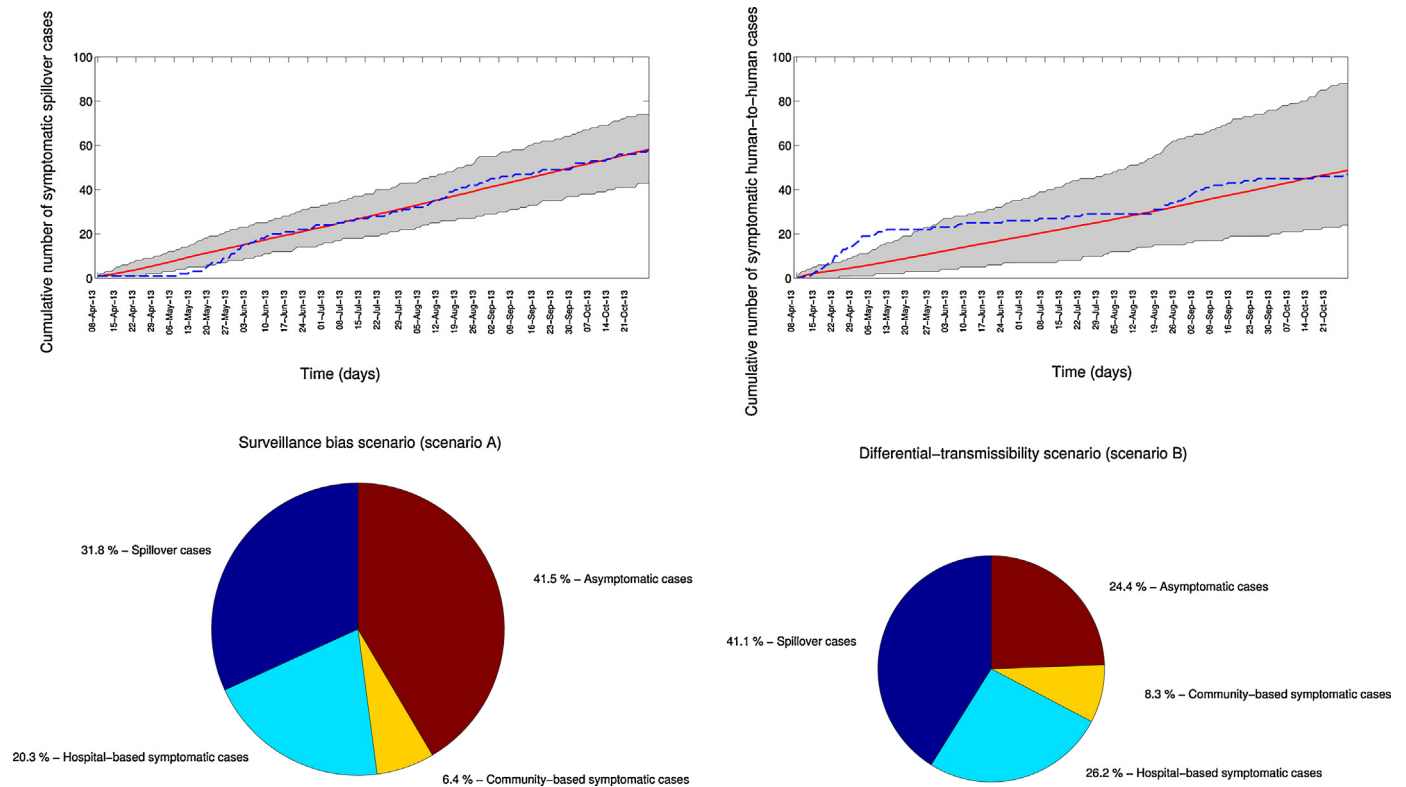 Cumulative number of symptomatic spillover cases
100
80
60
40
20
0
08–Apr–13
15–Apr–13
22–Apr–13
29–Apr–13
06–May–13
13–May–13
20–May–13
27–May–13
03–Jun–13
10–Jun–13
17–Jun–13
24–Jun–13
01–Jul–13
08–Jul–13
15–Jul–13
22–Jul–13
29–Jul–13
05–Aug–13
12–Aug–13
19–Aug–13
26–Aug–13
02–Sep–13
09–Sep–13
16–Sep–13
23–Sep–13
30–Sep–13
07–Oct–13
14–Oct–13
21–Oct–13
Time (days)
Cumulative number of symptomatic human–to–human cases
100
80
60
40
20
0
08–Apr–13
15–Apr–13
22–Apr–13
29–Apr–13
06–May–13
13–May–13
20–May–13
27–May–13
03–Jun–13
10–Jun–13
17–Jun–13
24–Jun–13
01–Jul–13
08–Jul–13
15–Jul–13
22–Jul–13
29–Jul–13
05–Aug–13
12–Aug–13
19–Aug–13
26–Aug–13
02–Sep–13
09–Sep–13
16–Sep–13
23–Sep–13
30–Sep–13
07–Oct–13
14–Oct–13
21–Oct–13
Time (days)
Surveillance bias scenario (scenario A)
31.8 % – Spillover cases
41.5 % – Asymptomatic cases
20.3 % – Hospital–based symptomatic cases
6.4 % – Community–based symptomatic cases
Differential–transmissibility scenario (scenario B)
24.4 % – Asymptomatic cases
41.1 % – Spillover cases
8.3 % – Community–based symptomatic cases
26.2 % – Hospital–based symptomatic cases